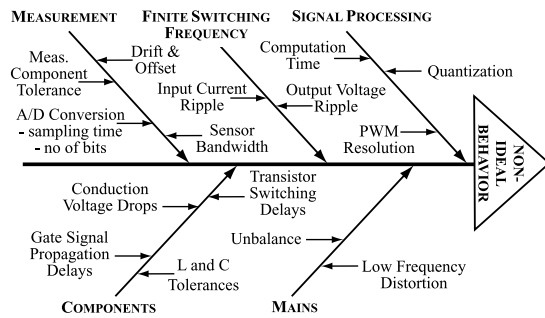 MEASUREMENT
FINITE SWITCHING
FREQUENCY
SIGNAL PROCESSING
Drift &
Offset
Meas.
Component
Tolerance
A/D Conversion
- sampling time
- no of bits
Sensor
Bandwidth
Input Current
Ripple
Output Voltage
Ripple
Computation
Time
Quantization
PWM
Resolution
NON-
IDEAL
BEHAVIOR
Conduction
Voltage Drops
Transistor
Switching
Delays
Gate Signal
Propagation
Delays
L and C
Tolerances
Unbalance
Low Frequency
Distortion
COMPONENTS
MAINS